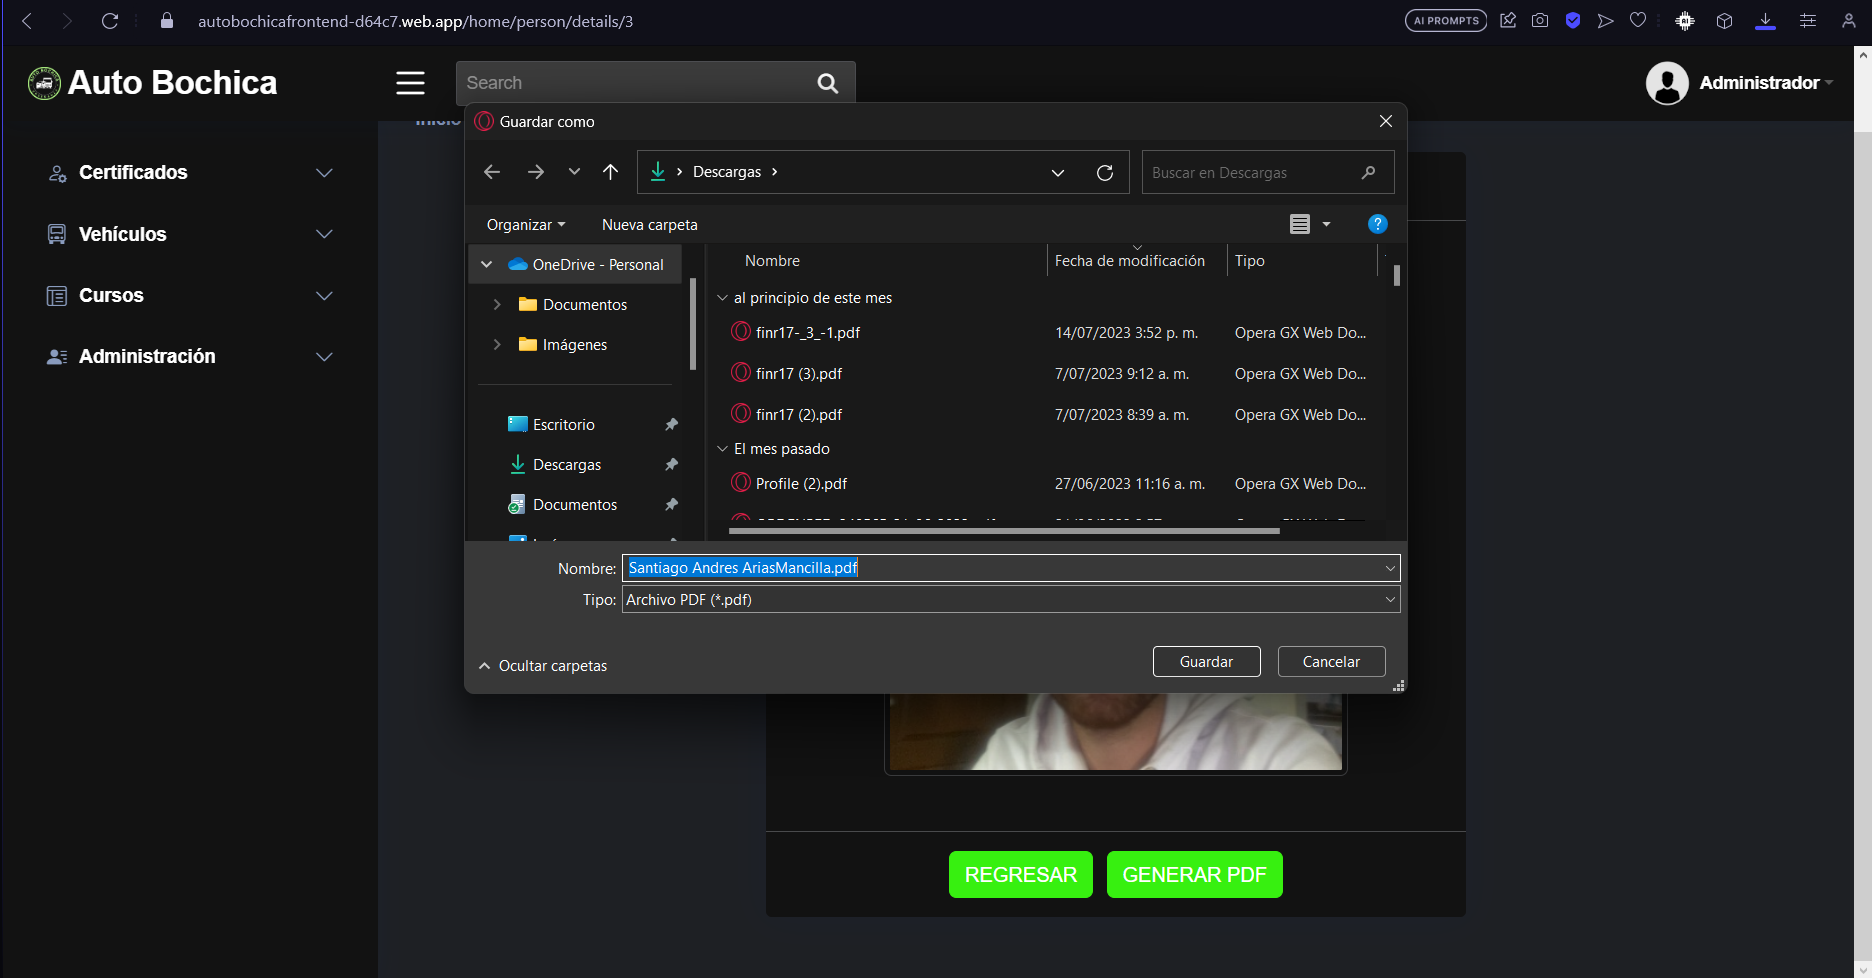 autobochicafrontend-d64c7.web.app/home/person/details/3
AI PROMPTS
Auto Bochica
Search
Administrador
Inicio
Certificados
Vehículos
Cursos
Administración
Guardar como
Descargas
Buscar en Descargas
Organizar
Nueva carpeta
OneDrive - Personal
Documentos
Imágenes
Escritorio
Descargas
Documentos
Nombre Fecha de modificación Tipo
al principio de este mes
finr17-_3_-1.pdf 14/07/2023 3:52 p. m. Opera GX Web Do...
finr17 (3).pdf 7/07/2023 9:12 a. m. Opera GX Web Do...
finr17 (2).pdf 7/07/2023 8:39 a. m. Opera GX Web Do...
El mes pasado
Profile (2).pdf 27/06/2023 11:16 a. m. Opera GX Web Do...
Nombre: Santiago Andres AriasMancilla.pdf
Tipo: Archivo PDF (*.pdf)
Ocultar carpetas
Guardar
Cancelar
REGRESAR
GENERAR PDF